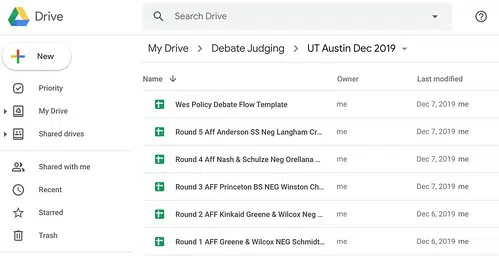 Drive
Search Drive
New
My Drive > Debate Judging > UT Austin Dec 2019
Name Owner Last modified
Priority
Wes Policy Debate Flow Template me Dec 7, 2019 me
My Drive
Round 5 Aff Anderson SS Neg Langham Cr... me Dec 7, 2019 me
Shared drives
Round 4 Aff Nash & Schulze Neg Orellana ... me Dec 7, 2019 me
Shared with me
Round 3 AFF Princeton BS NEG Winston Ch... me Dec 7, 2019 me
Recent
Starred
Round 2 AFF Kinkaid Greene & Wilcox Neg ... me Dec 6, 2019 me
Trash
Round 1 AFF Greene & Wilcox NEG Schmidt... me Dec 6, 2019 me